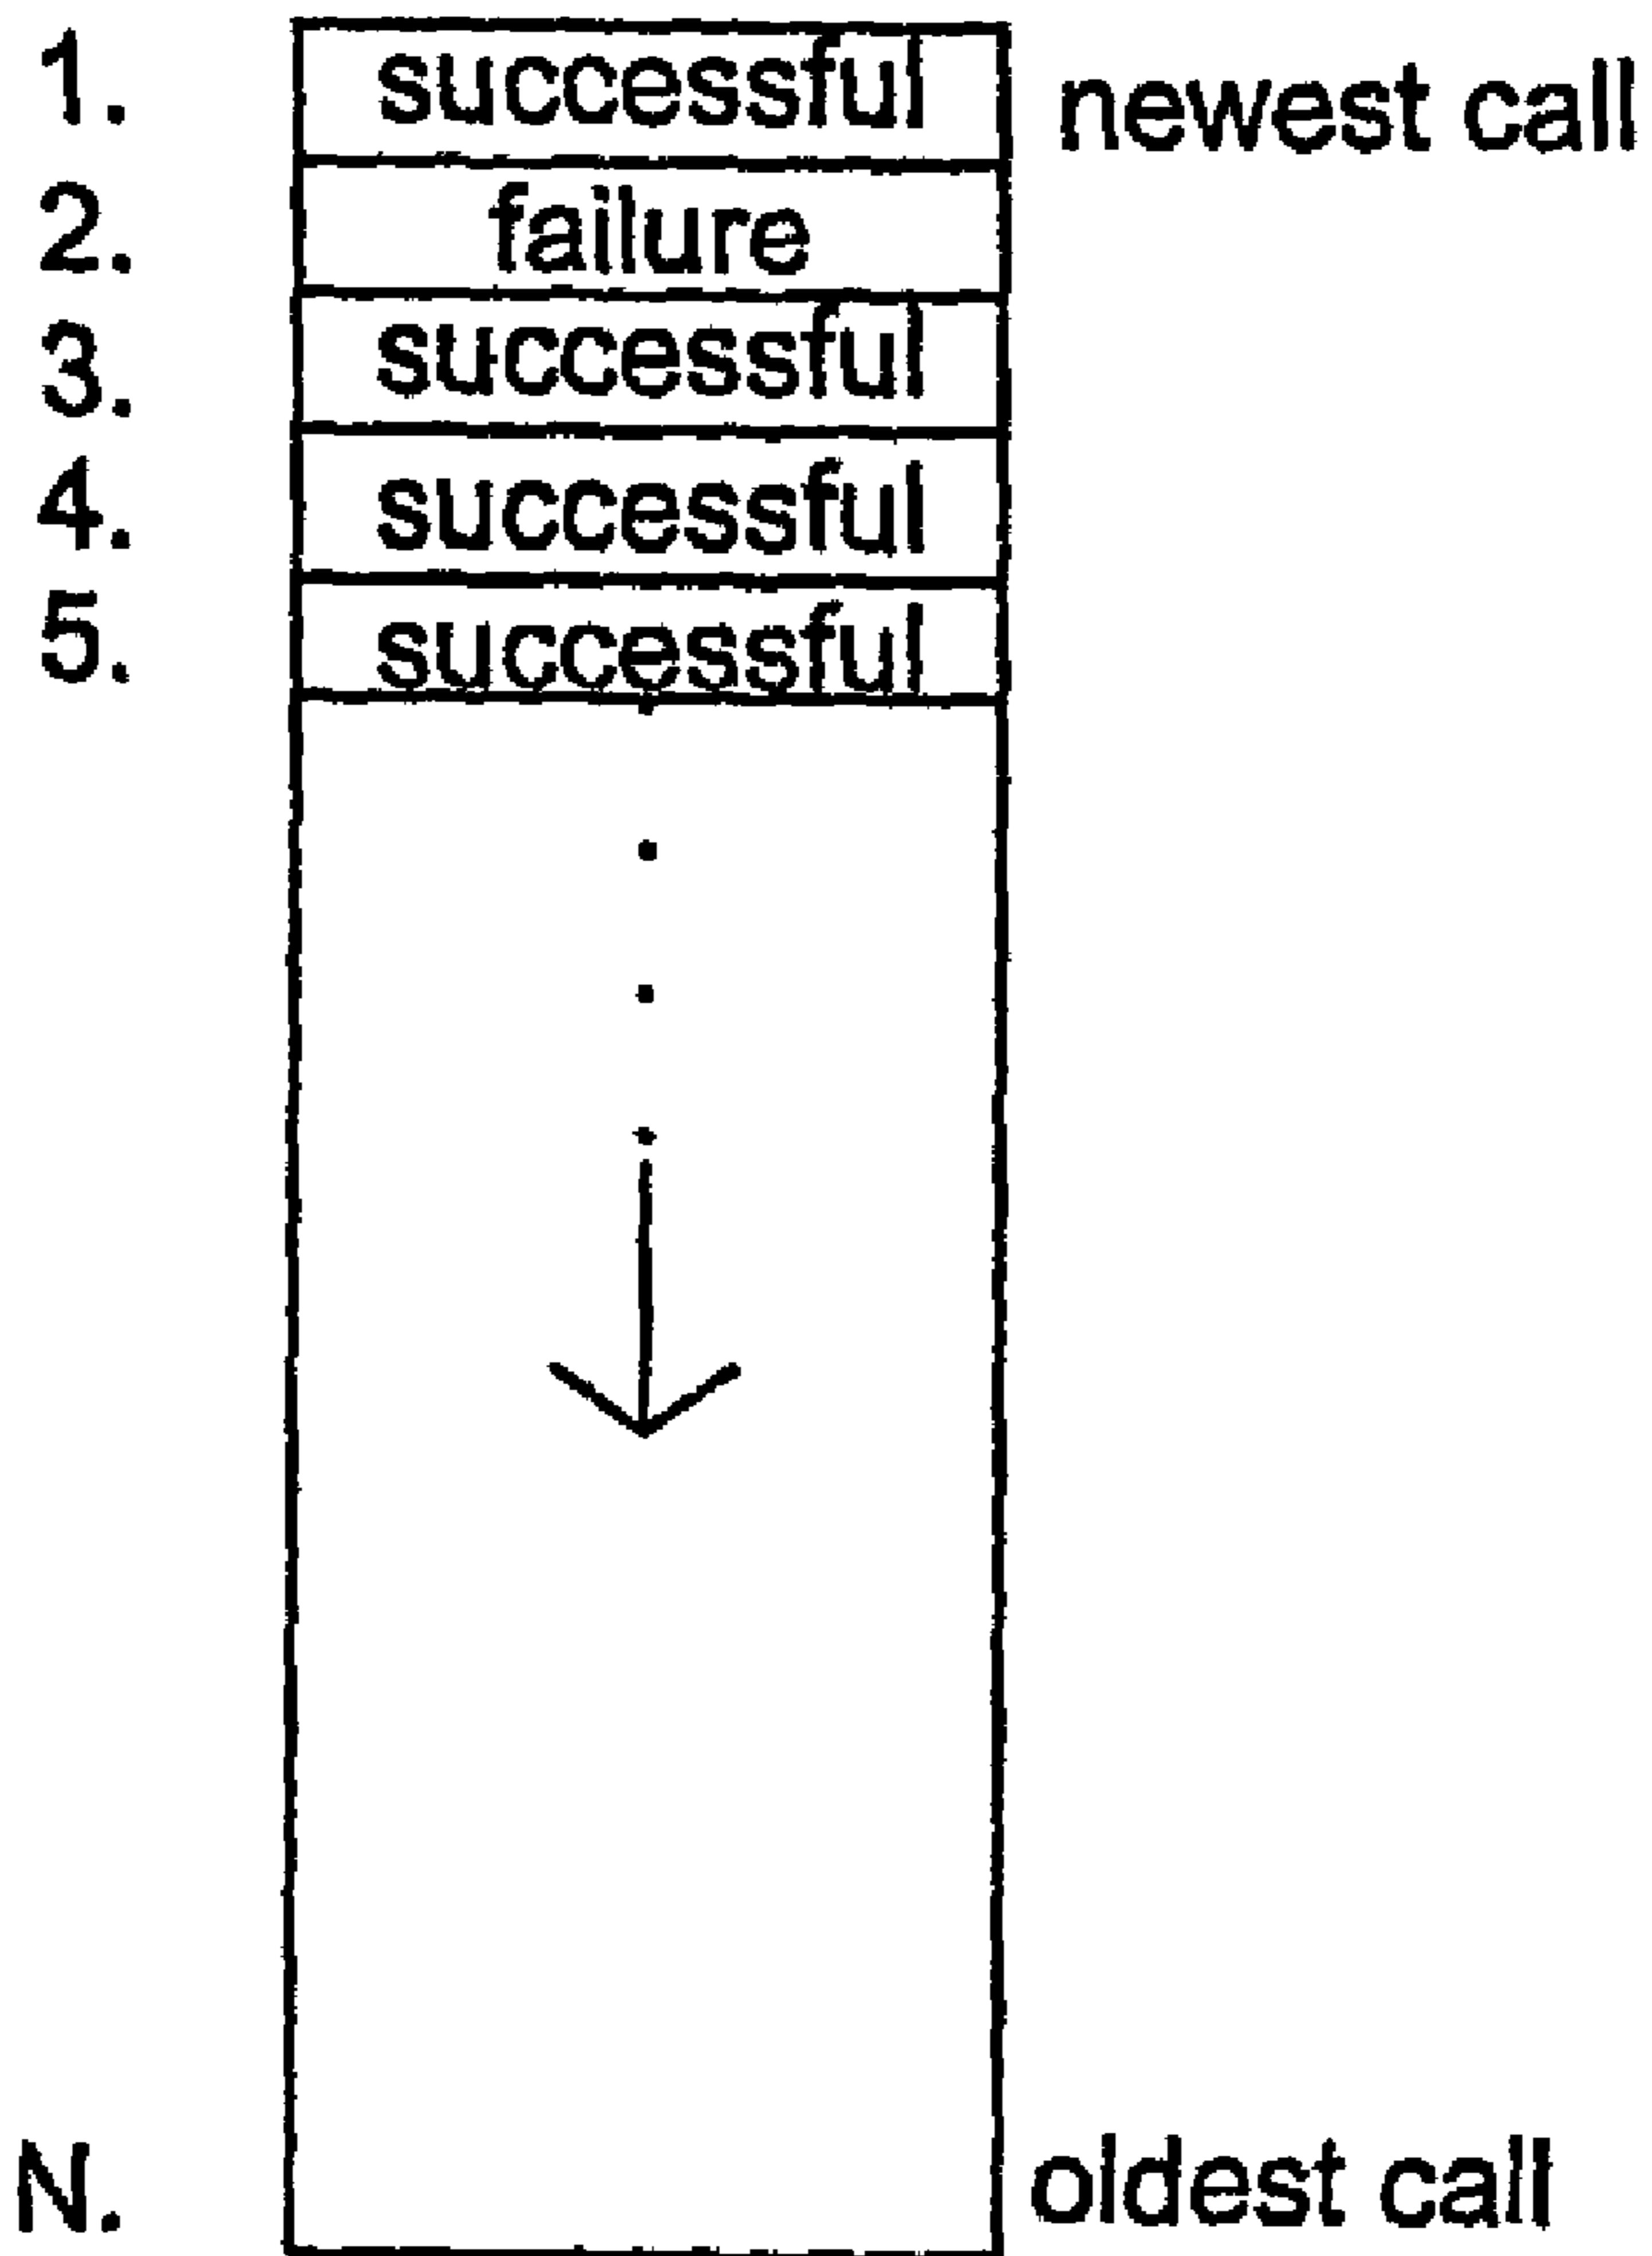 1. successful newest call
2. failure
3. successful
4. successful
5. successful
N. oldest call